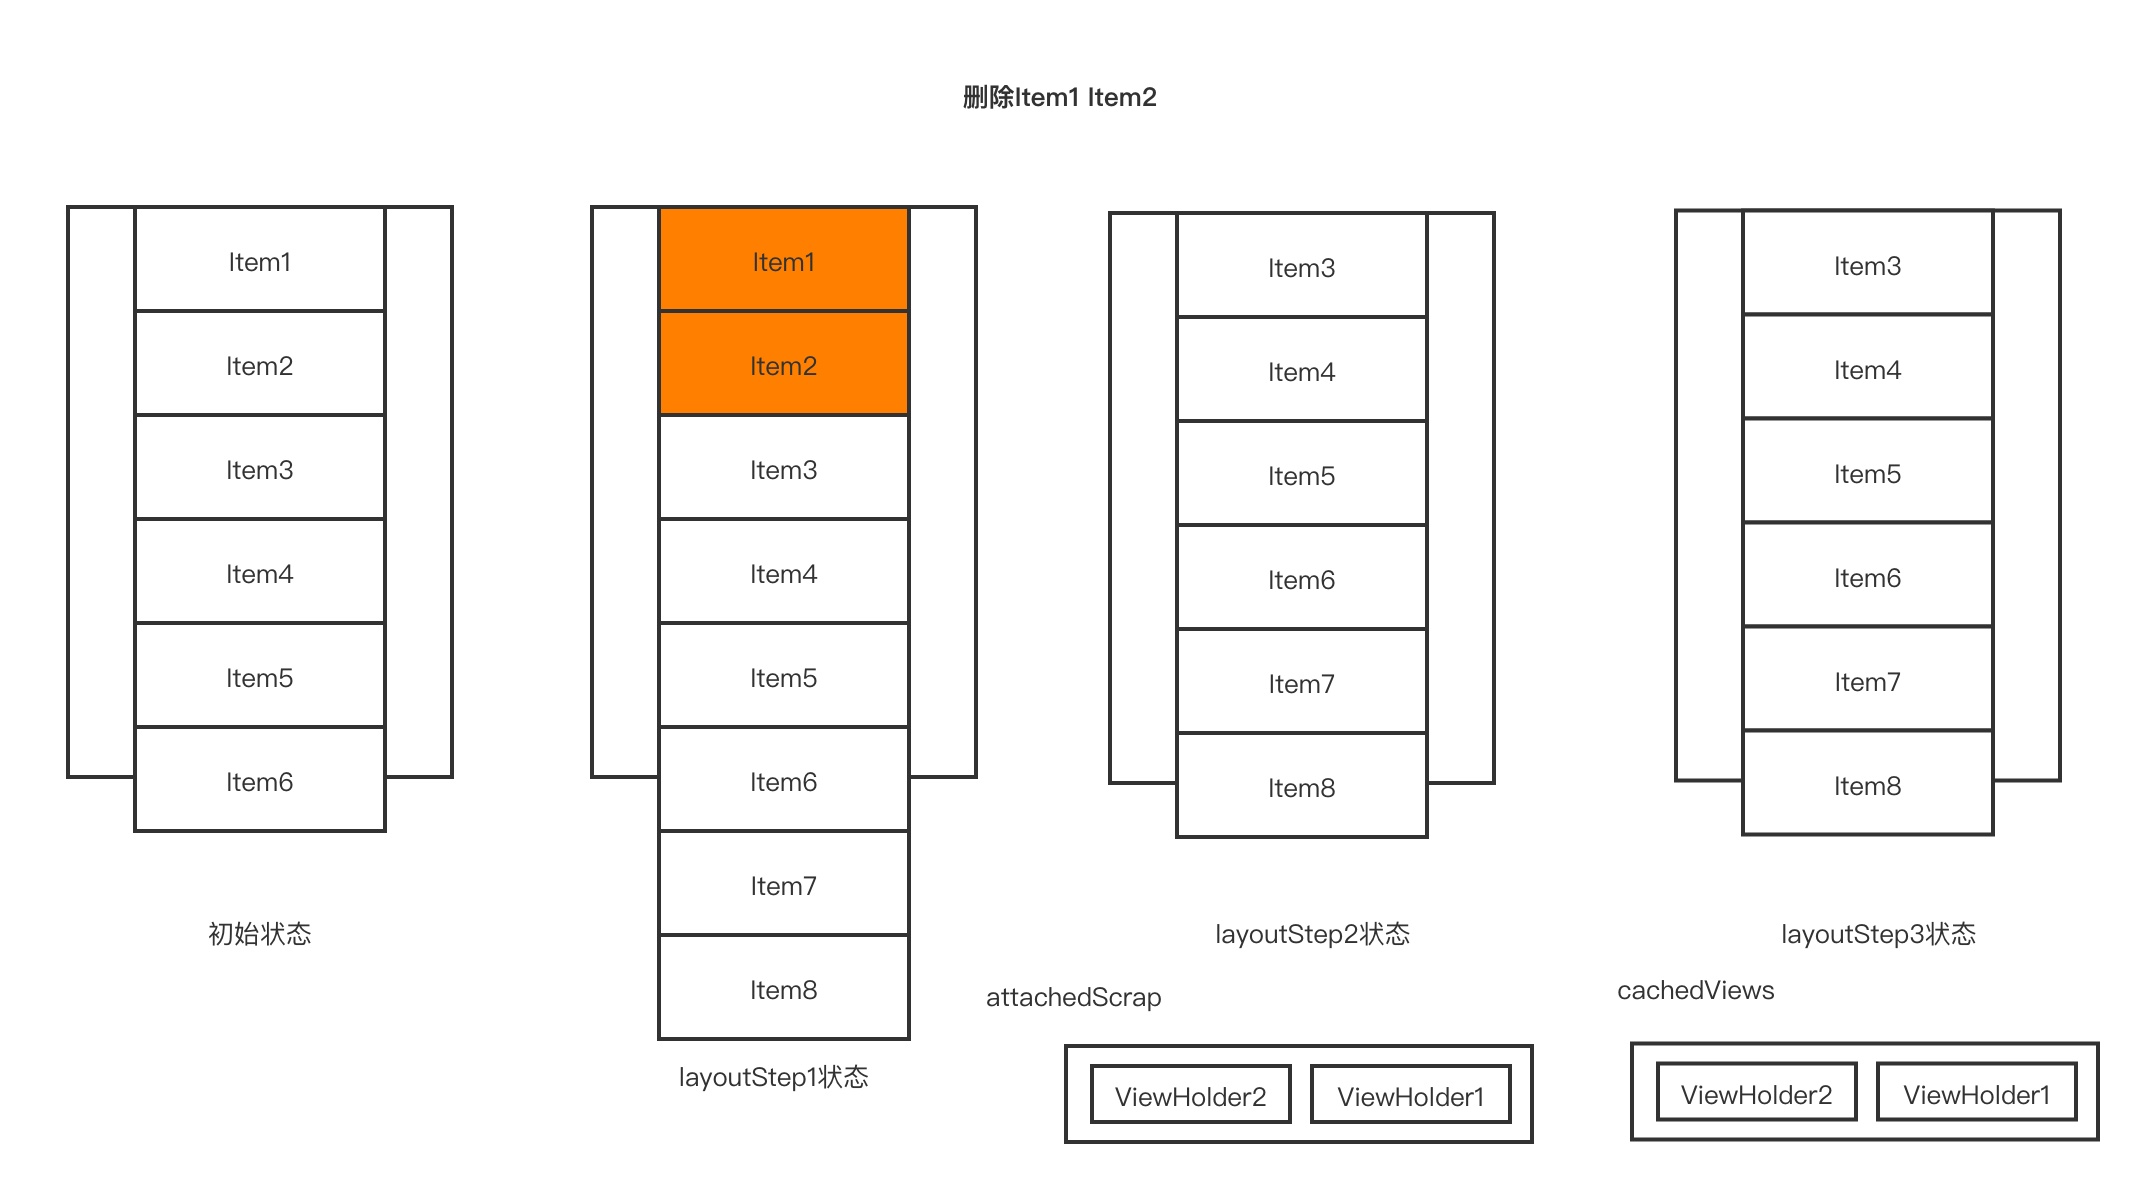 删除Item1 Item2
Item1
Item2
Item3
Item4
Item5
Item6
初始状态
Item1
Item2
Item3
Item4
Item5
Item6
Item7
Item8
layoutStep1状态
Item3
Item4
Item5
Item6
Item7
Item8
layoutStep2状态
attachedScrap
ViewHolder2
ViewHolder1
Item3
Item4
Item5
Item6
Item7
Item8
layoutStep3状态
cachedViews
ViewHolder2
ViewHolder1